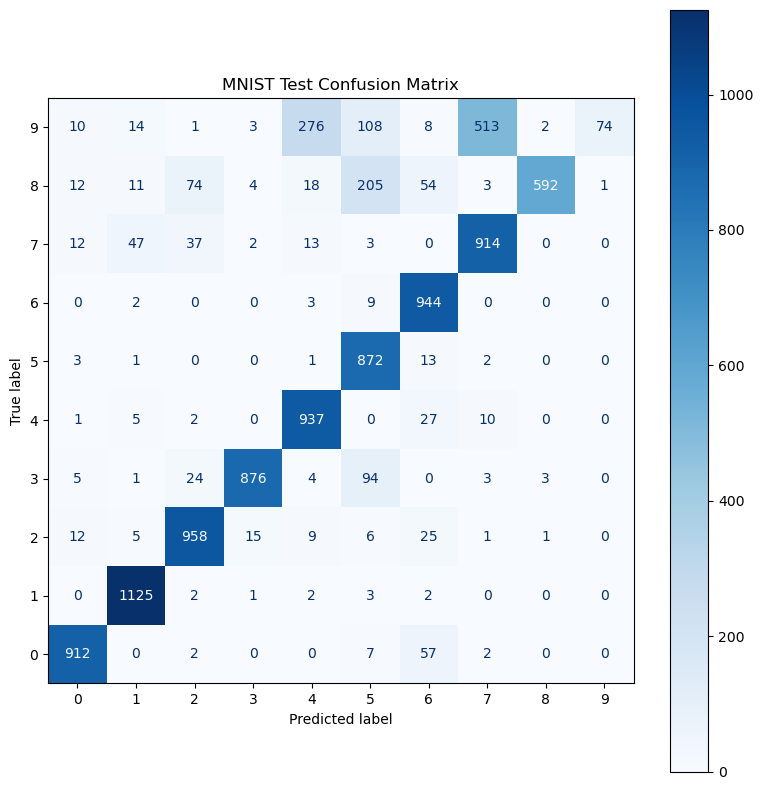 MNIST Test Confusion Matrix
9 10 14 1 3 276 108 8 513 2 74
8 12 11 74 4 18 205 54 3 592 1
7 12 47 37 2 13 3 0 914 0 0
6 0 2 0 0 3 9 944 0 0 0
5 3 1 0 0 1 872 13 2 0 0
4 1 5 2 0 937 0 27 10 0 0
3 5 1 24 876 4 94 0 3 3 0
2 12 5 958 15 9 6 25 1 1 0
1 0 1125 2 1 2 3 2 0 0 0
0 912 0 2 0 0 7 57 2 0 0
0 1 2 3 4 5 6 7 8 9
Predicted label
True label
1000
800
600
400
200
0